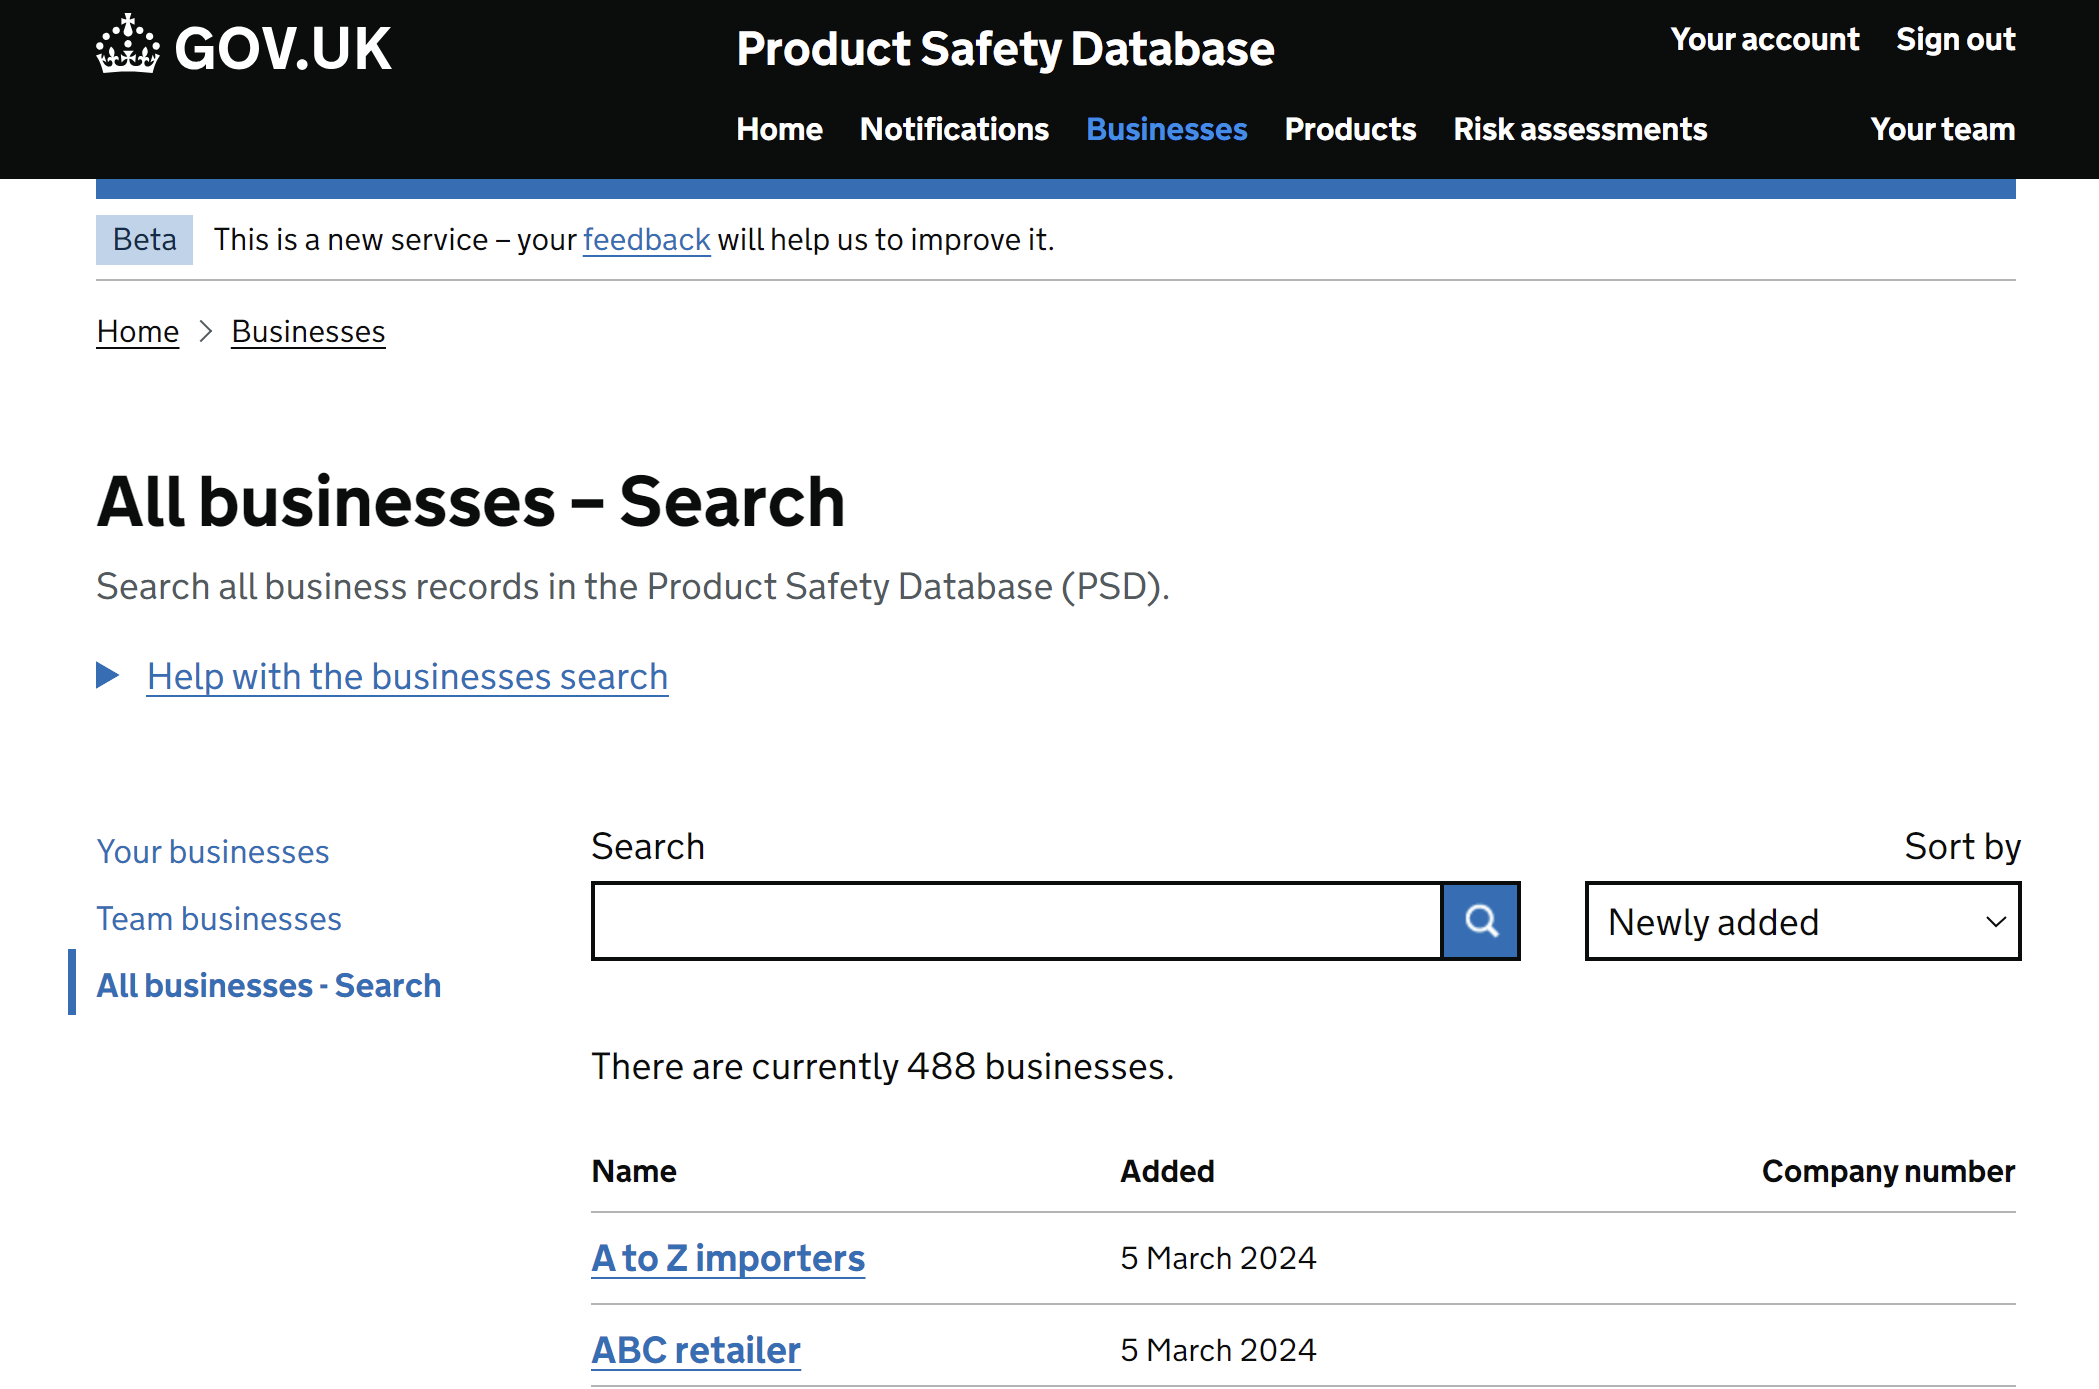 GOV.UK
Product Safety Database
Your account Sign out
Home Notifications Businesses Products Risk assessments Your team
Beta This is a new service – your feedback will help us to improve it.
Home Businesses
All businesses – Search
Search all business records in the Product Safety Database (PSD).
Help with the businesses search
Your businesses
Team businesses
All businesses - Search
Search
Sort by
Newly added
There are currently 488 businesses.
Name Added Company number
A to Z importers 5 March 2024
ABC retailer 5 March 2024